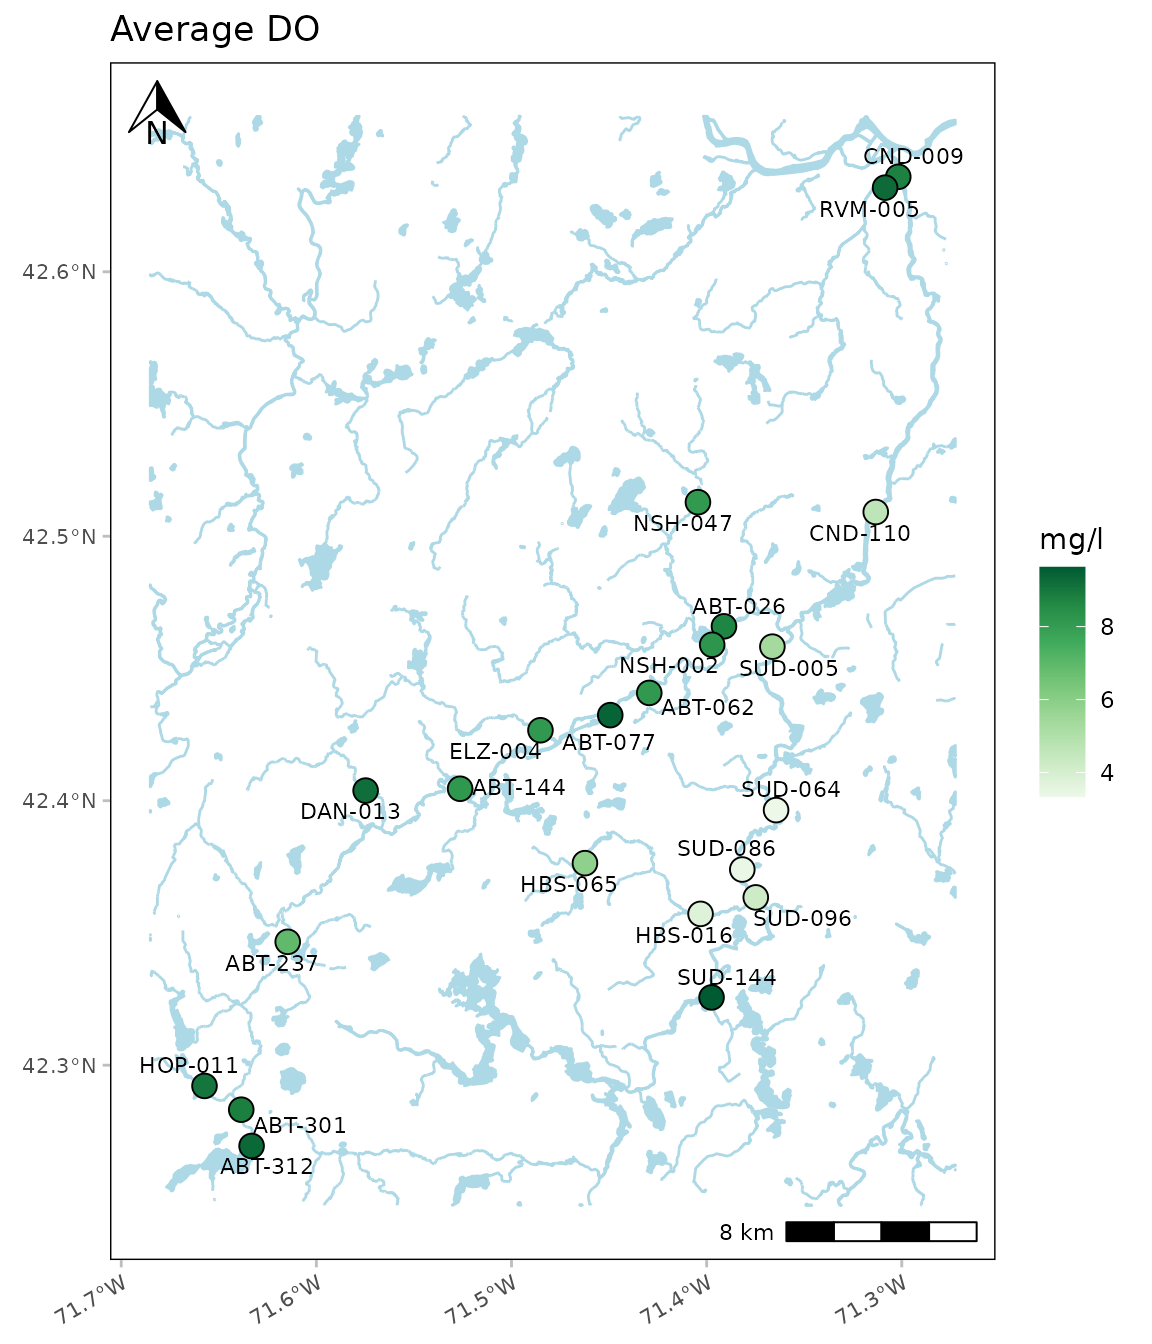 Average DO
N
CND-009
RVM-005
42.6°N
NSH-047
CND-110
42.5°N
mg/l
ABT-026
8
NSH-002
SUD-005
6
ABT-062
ELZ-004
ABT-077
4
42.4°N
ABT-144
SUD-064
DAN-013
SUD-086
HBS-065
SUD-096
HBS-016
ABT-237
SUD-144
42.3°N
HOP-011
ABT-301
ABT-312
8 km
71.7°W
71.6°W
71.5°W
71.4°W
71.3°W